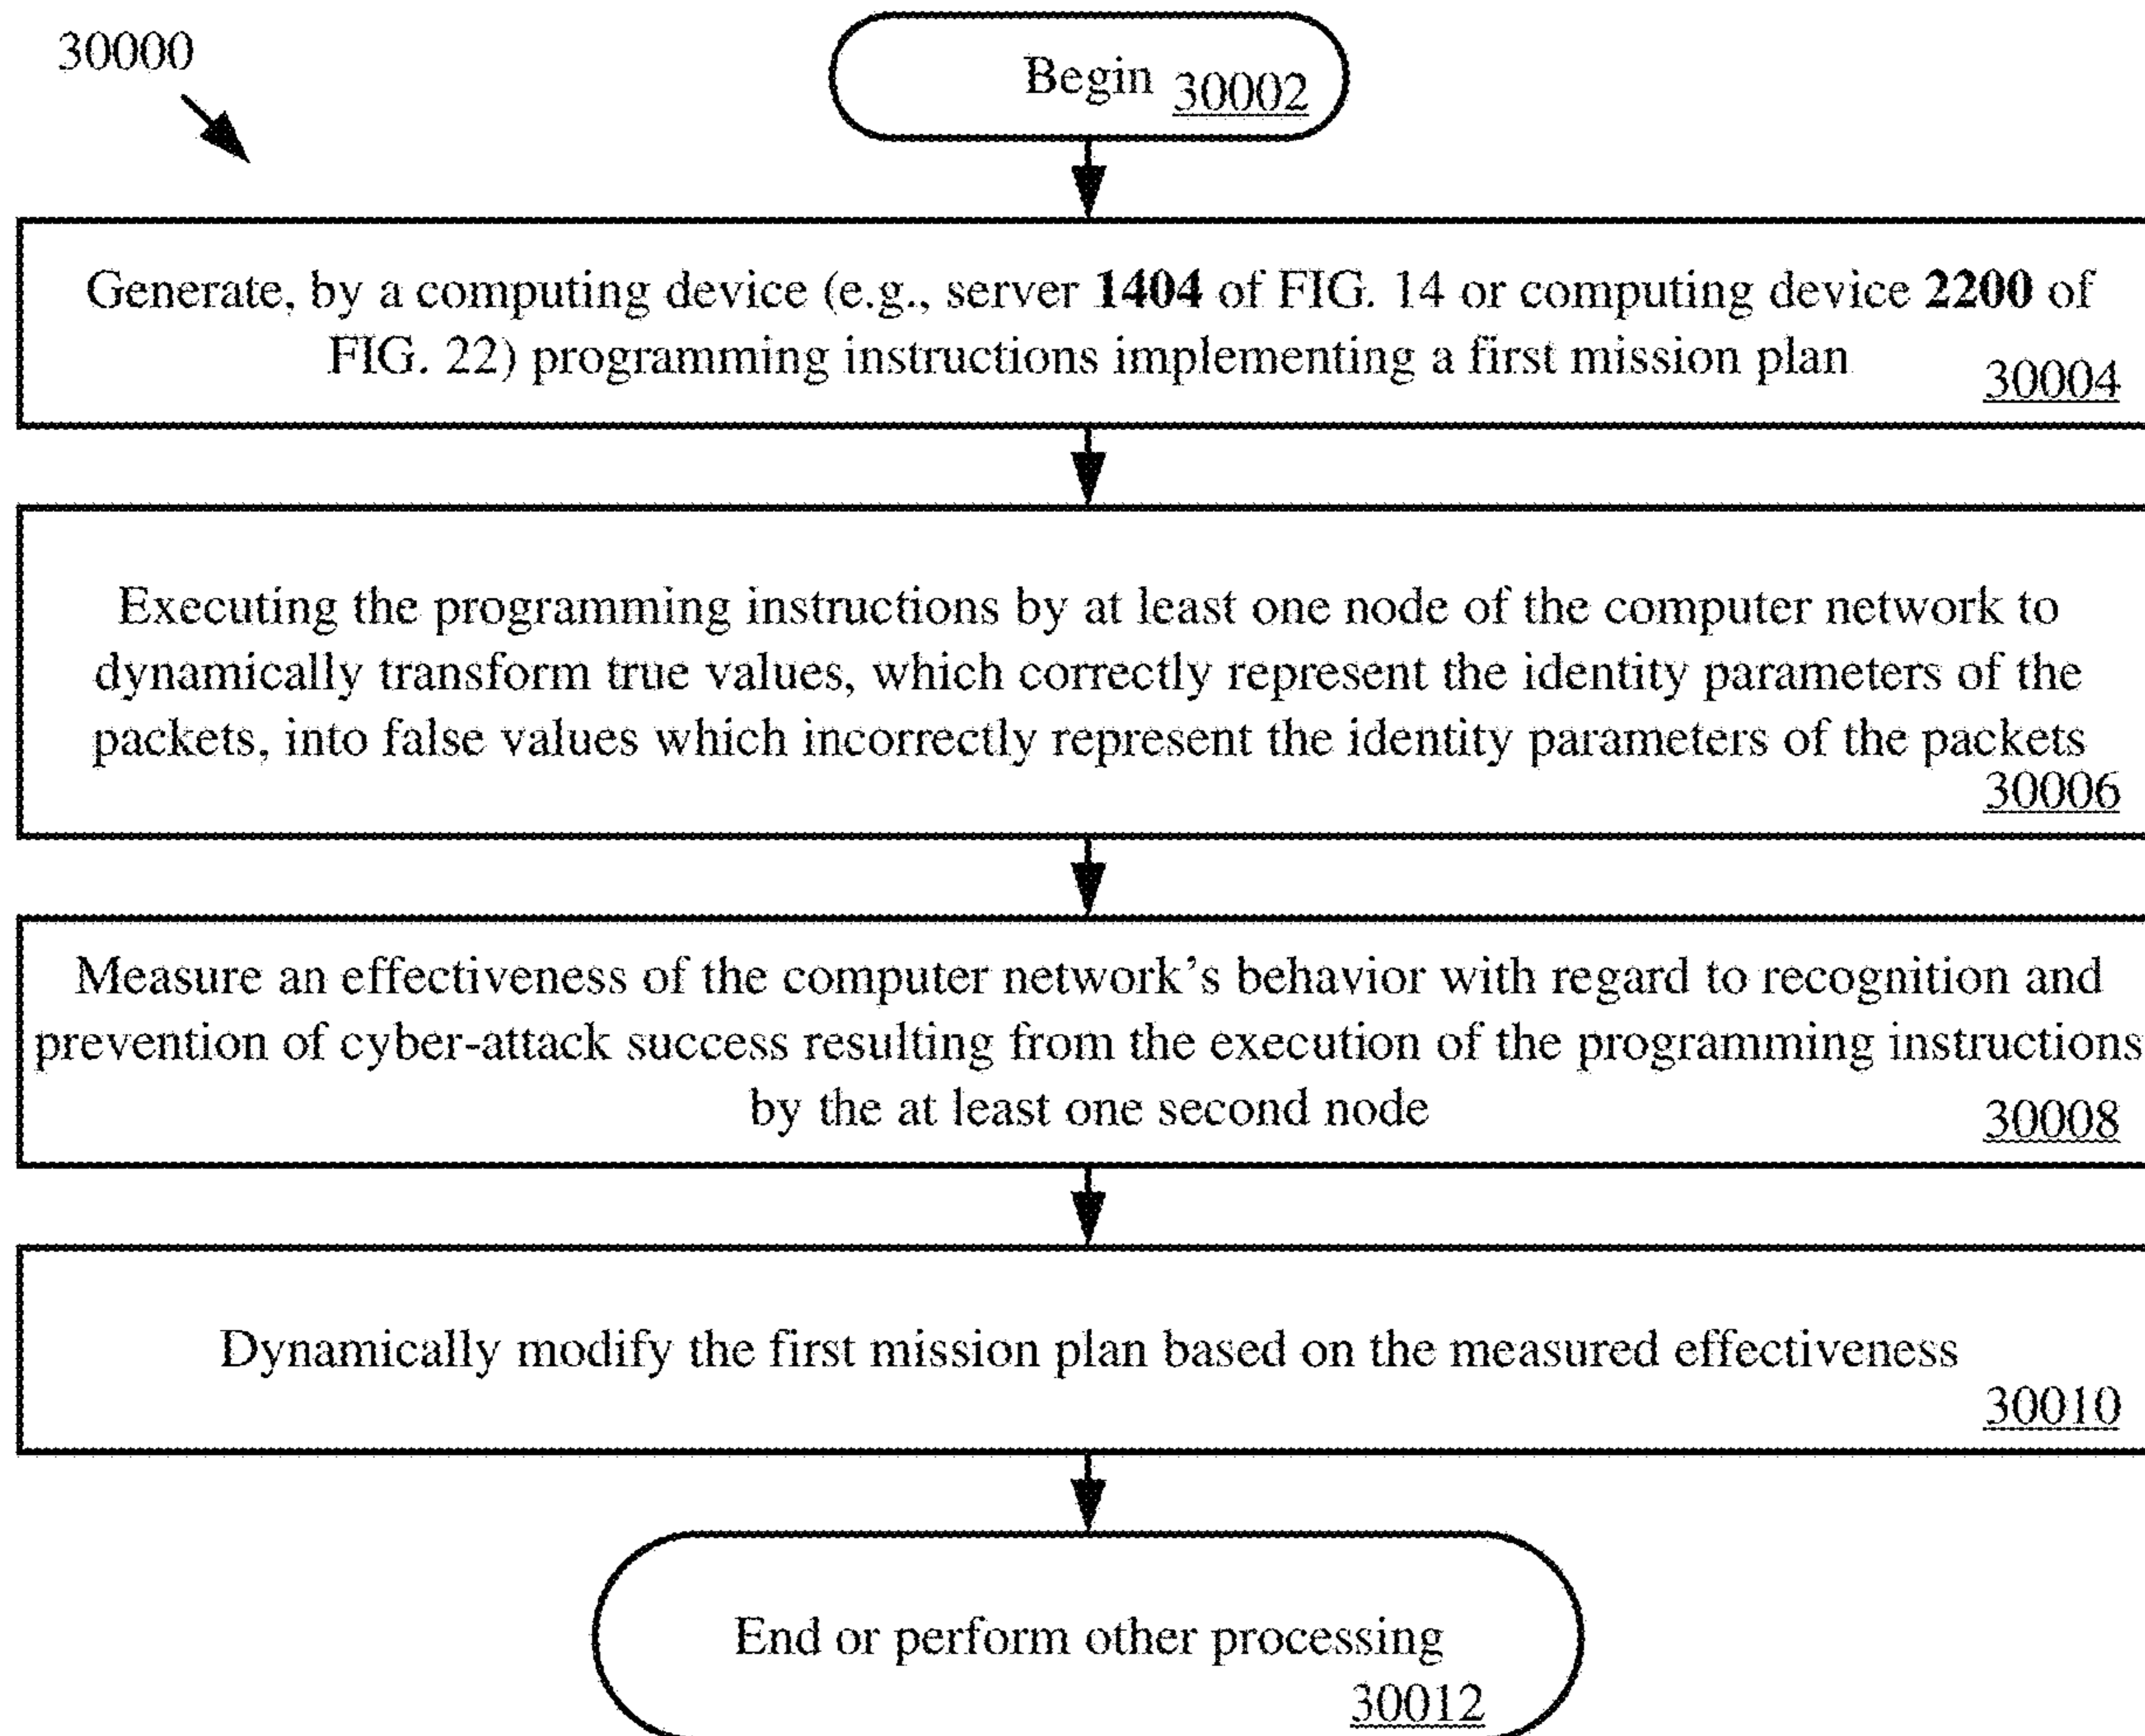 30000
Begin 30002
Generate, by a computing device (e.g., server 1404 of FIG. 14 or computing device 2200 of
FIG. 22) programming instructions implementing a first mission plan
30004
Executing the programming instructions by at least one node of the computer network to
dynamically transform true values, which correctly represent the identity parameters of the
packets, into false values which incorrectly represent the identity parameters of the packets
30006
Measure an effectiveness of the computer network’s behavior with regard to recognition and
prevention of cyber-attack success resulting from the execution of the programming instructions
by the at least one second node
30008
Dynamically modify the first mission plan based on the measured effectiveness
30010
End or perform other processing
30012